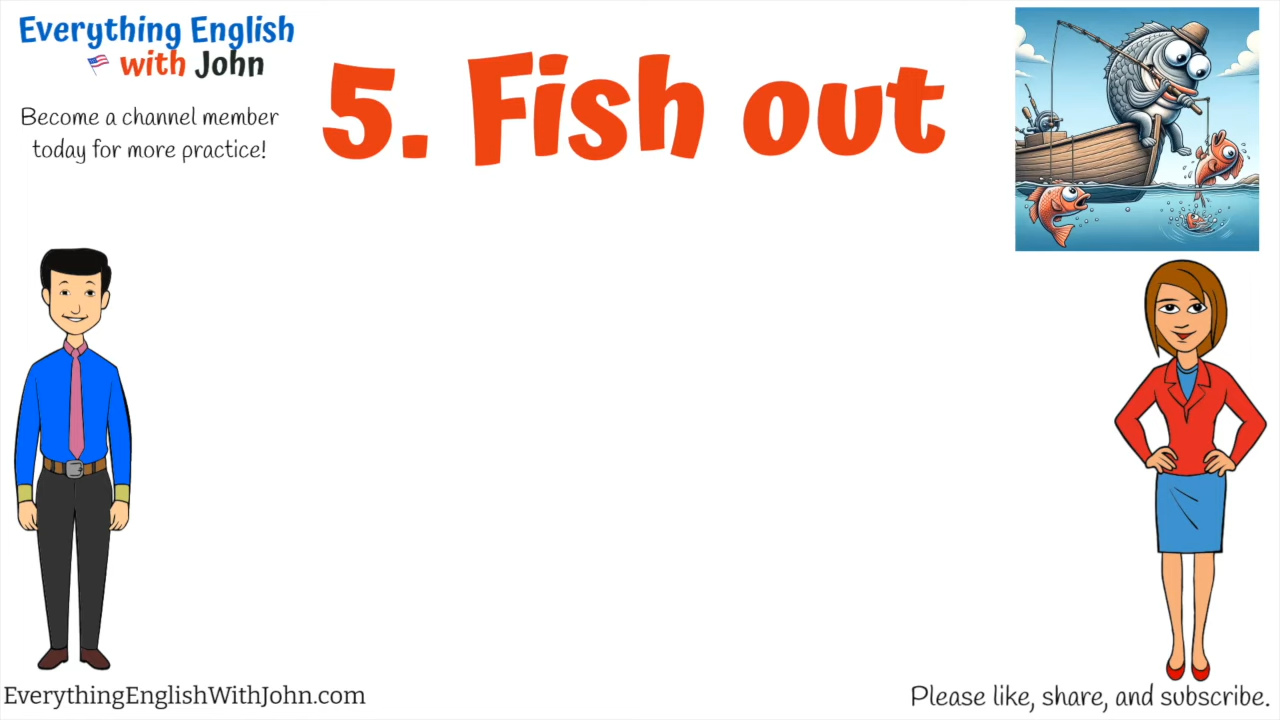 Everything English
with John
Become a channel member
today for more practice!
5. Fish out
EverythingEnglishWithJohn.com
Please like, share, and subscribe.